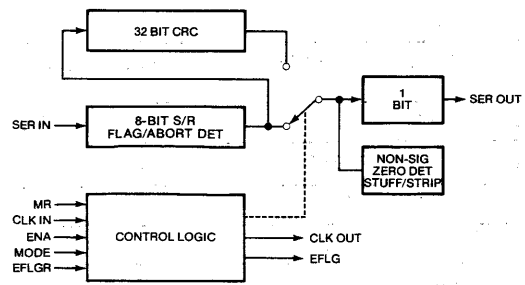 32 BIT CRC
SER IN
8-BIT S/R
FLAG/ABORT DET
1
BIT
SER OUT
NON-SIG
ZERO DET
STUFF/STRIP
MR
CLK IN
ENA
MODE
EFLGR
CONTROL LOGIC
CLK OUT
EFLG